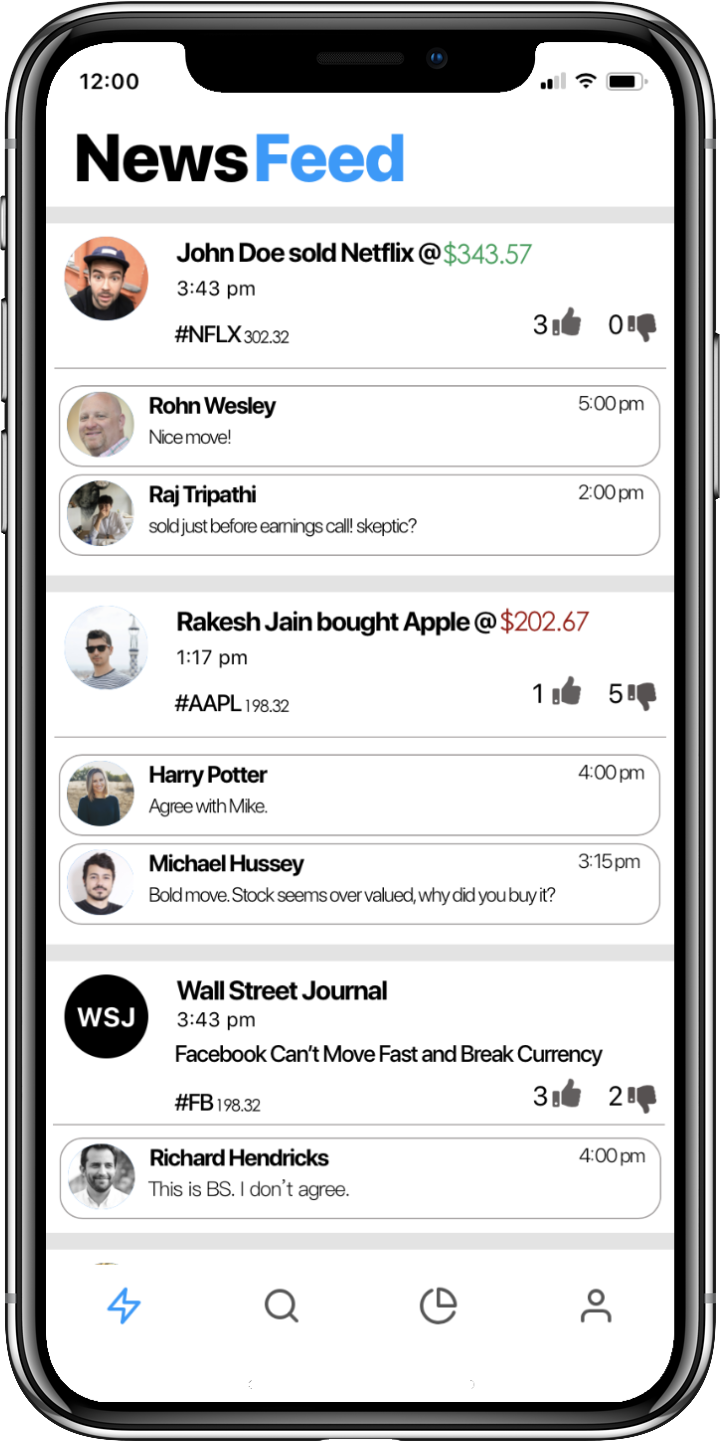 12:00
News Feed
John Doe sold Netflix @ $343.57
3:43 pm
#NFLX 302.32
3 0
Rohn Wesley 5:00 pm
Nice move!
Raj Tripathi 2:00 pm
sold just before earnings call! skeptic?
Rakesh Jain bought Apple @ $202.67
1:17 pm
#AAPL 198.32
1 5
Harry Potter 4:00 pm
Agree with Mike.
Michael Hussey 3:15 pm
Bold move. Stock seems over valued, why did you buy it?
WSJ
Wall Street Journal
3:43 pm
Facebook Can't Move Fast and Break Currency
#FB 198.32
3 2
Richard Hendricks 4:00 pm
This is BS. I don't agree.